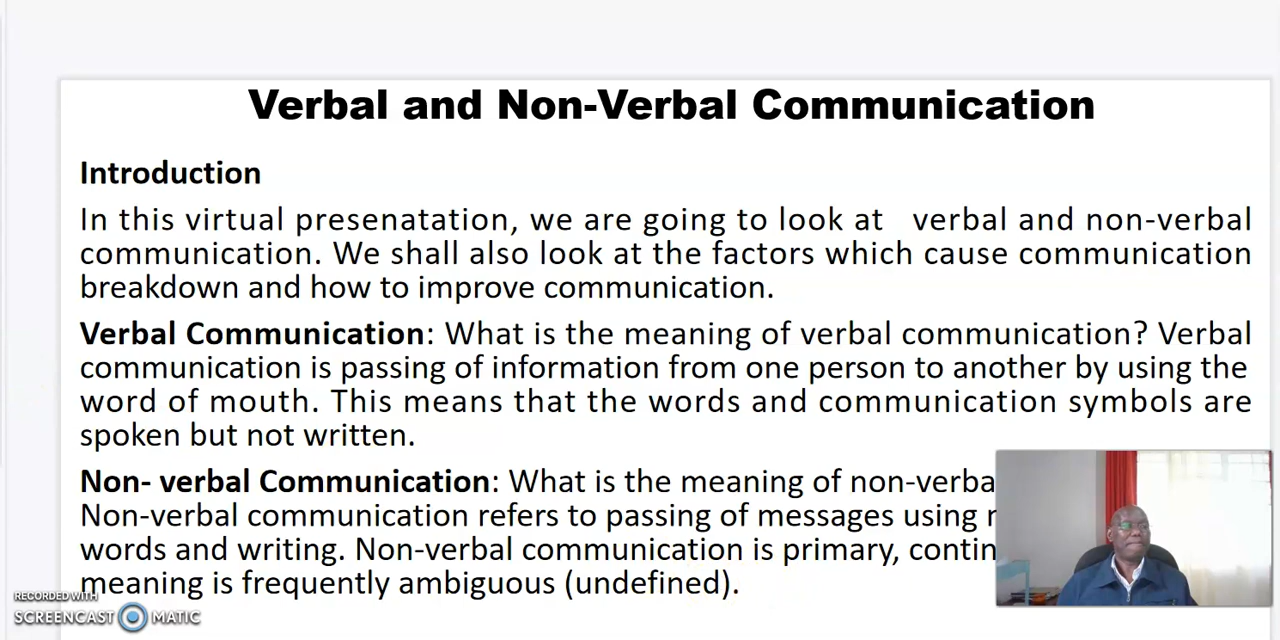 Verbal and Non-Verbal Communication
Introduction
In this virtual presenatation, we are going to look at verbal and non-verbal
communication. We shall also look at the factors which cause communication
breakdown and how to improve communication.
Verbal Communication: What is the meaning of verbal communication? Verbal
communication is passing of information from one person to another by using the
word of mouth. This means that the words and communication symbols are
spoken but not written.
Non- verbal Communication: What is the meaning of
Non-verbal communication refers to passing of messages using
words and writing. Non-verbal communication is primary,
meaning is frequently ambiguous (undefined).
RECORDED WITH
SCREENCAST MATIC